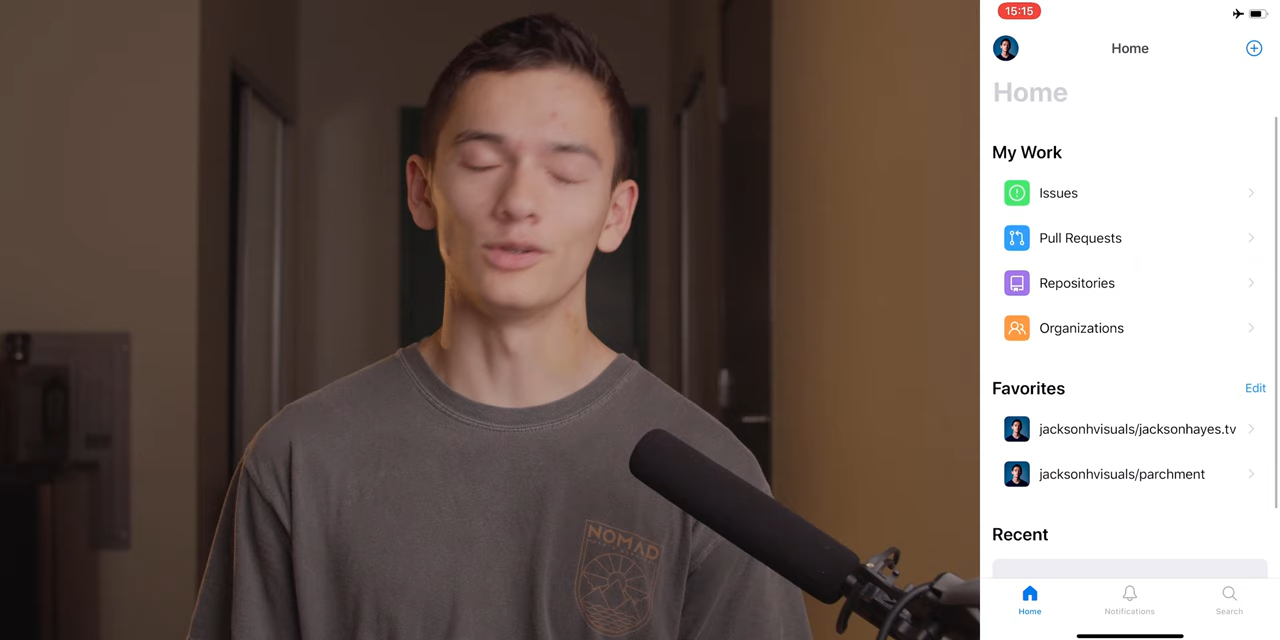 15:15
Home
Home
My Work
Issues
Pull Requests
Repositories
Organizations
Favorites
Edit
jacksonhvisuals/jacksonhayes.tv
jacksonhvisuals/parchment
Recent
Home
Notifications
Search
NOMAD